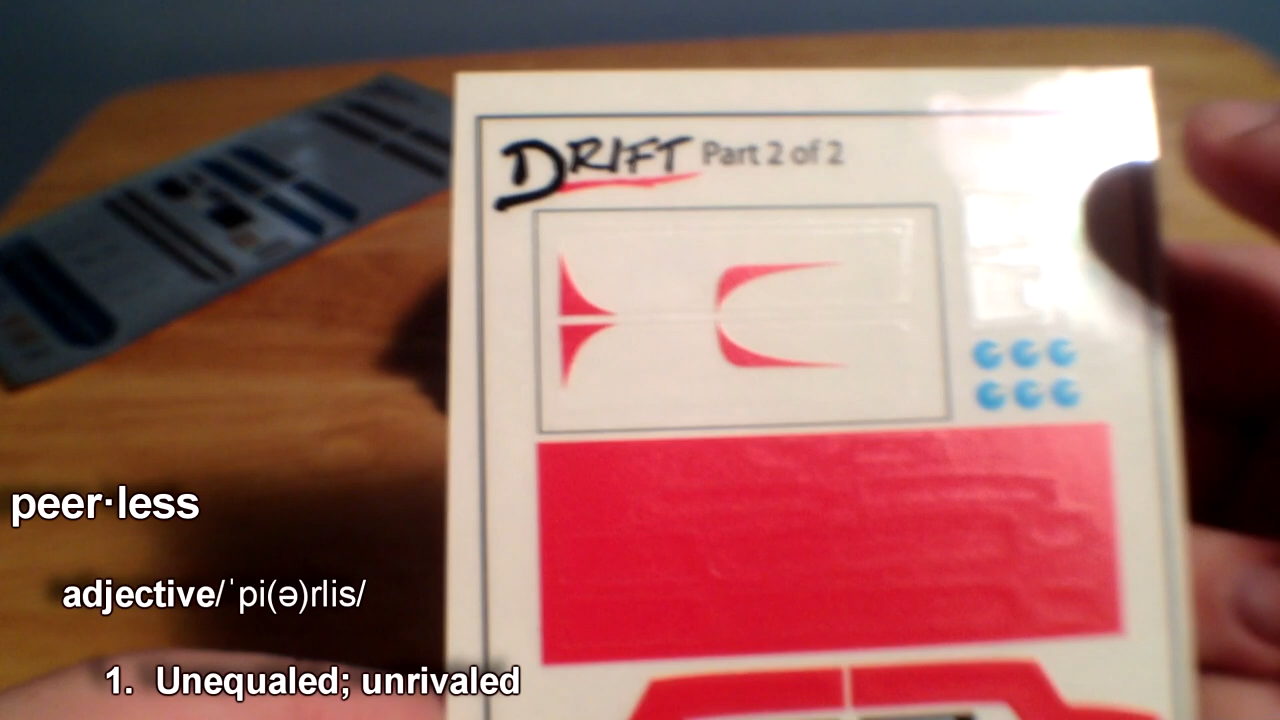 DRIFT Part 2 of 2
peer·less
adjective/ˈpi(ə)rlis/
1. Unequaled; unrivaled